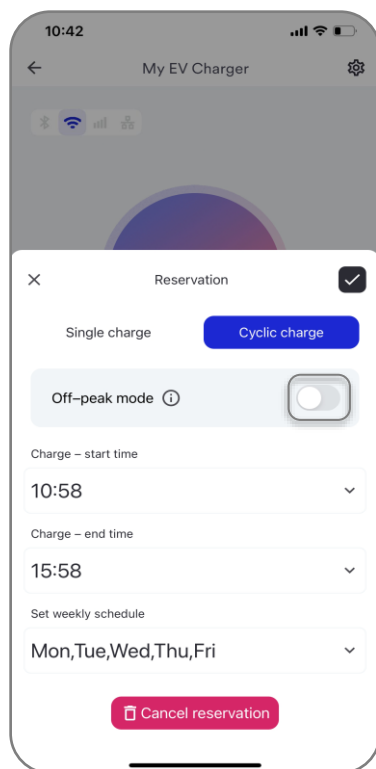 10:42
My EV Charger
Reservation
Single charge
Cyclic charge
Off-peak mode
Charge – start time
10:58
Charge – end time
15:58
Set weekly schedule
Mon,Tue,Wed,Thu,Fri
Cancel reservation